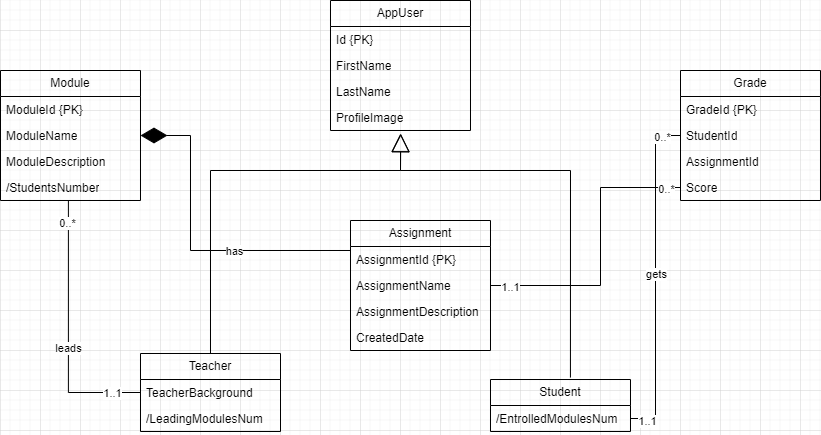 AppUser
Id {PK}
FirstName
LastName
ProfileImage
Module
ModuleId {PK}
ModuleName
ModuleDescription
/StudentsNumber
Grade
GradeId {PK}
StudentId
AssignmentId
Score
0..*
0..*
0..*
Assignment
AssignmentId {PK}
AssignmentName
AssignmentDescription
CreatedDate
has
gets
1..1
leads
Teacher
TeacherBackground
/LeadingModulesNum
1..1
Student
/EntrolledModulesNum
1..1